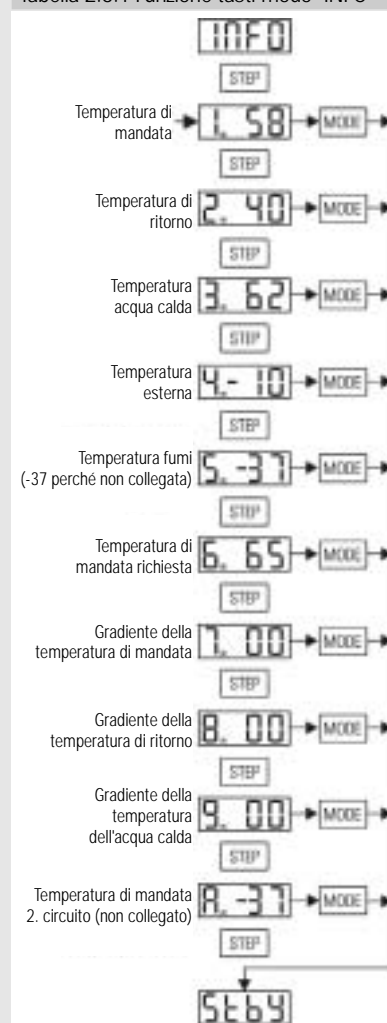 Tabella 2.3.1 Funzione tasti modo "INFO"
INFO
STEP
Temperatura di
mandata
1. 58
MODE
STEP
Temperatura di
ritorno
2. 40
MODE
STEP
Temperatura
acqua calda
3. 62
MODE
STEP
Temperatura
esterna
4.- 10
MODE
STEP
Temperatura fumi
(-37 perché non collegata)
5. -37
MODE
STEP
Temperatura di
mandata richiesta
6. 65
MODE
STEP
Gradiente della
temperatura di mandata
7. 00
MODE
STEP
Gradiente della
temperatura di ritorno
8. 00
MODE
STEP
Gradiente della
temperatura
dell'acqua calda
9. 00
MODE
STEP
Temperatura di mandata
2. circuito (non collegato)
A. -37
MODE
STEP
Stby